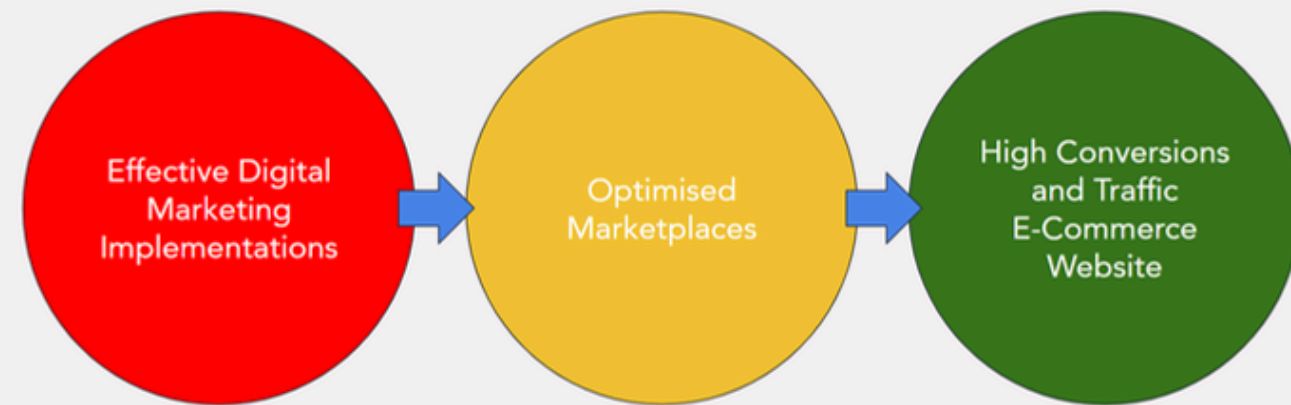 Effective Digital
Marketing
Implementations
Optimised
Marketplaces
High Conversions
and Traffic
E-Commerce
Website